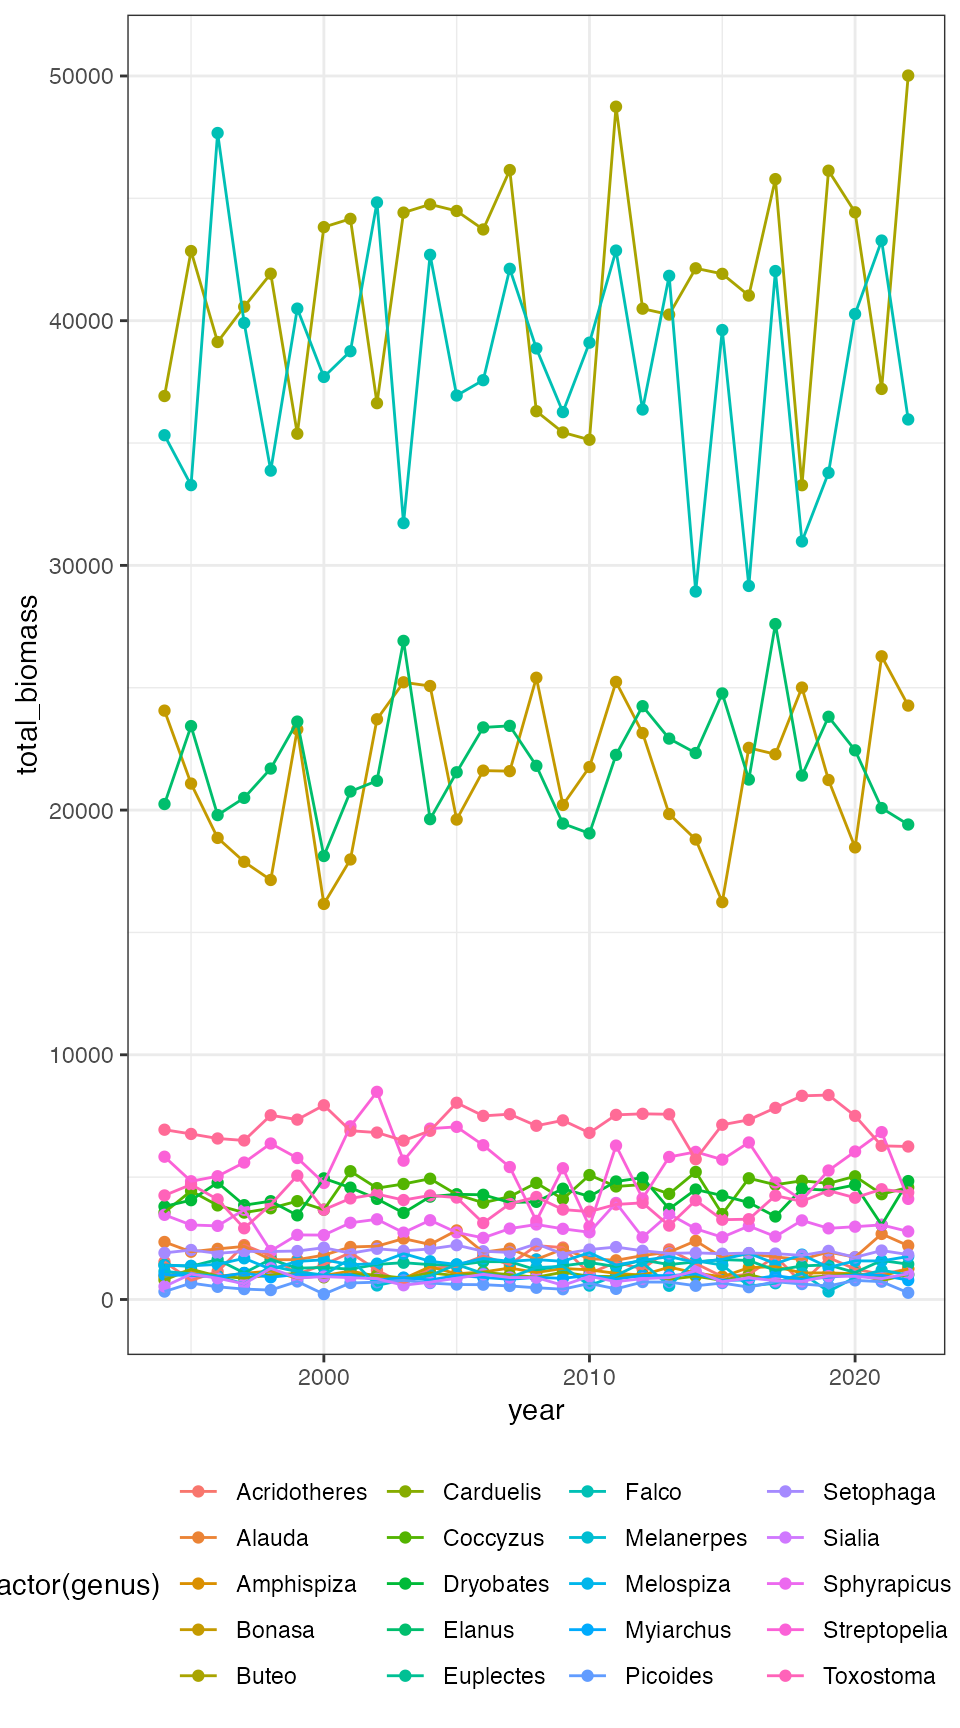 50000
40000
30000
20000
10000
0
total_biomass
2000 2010 2020
year
actor(genus)
Acridotheres Carduelis Falco Setophaga
Alauda Coccyzus Melanerpes Sialia
Amphispiza Dryobates Melospiza Sphyrapicus
Bonasa Elanus Myiarchus Streptopelia
Buteo Euplectes Picoides Toxostoma